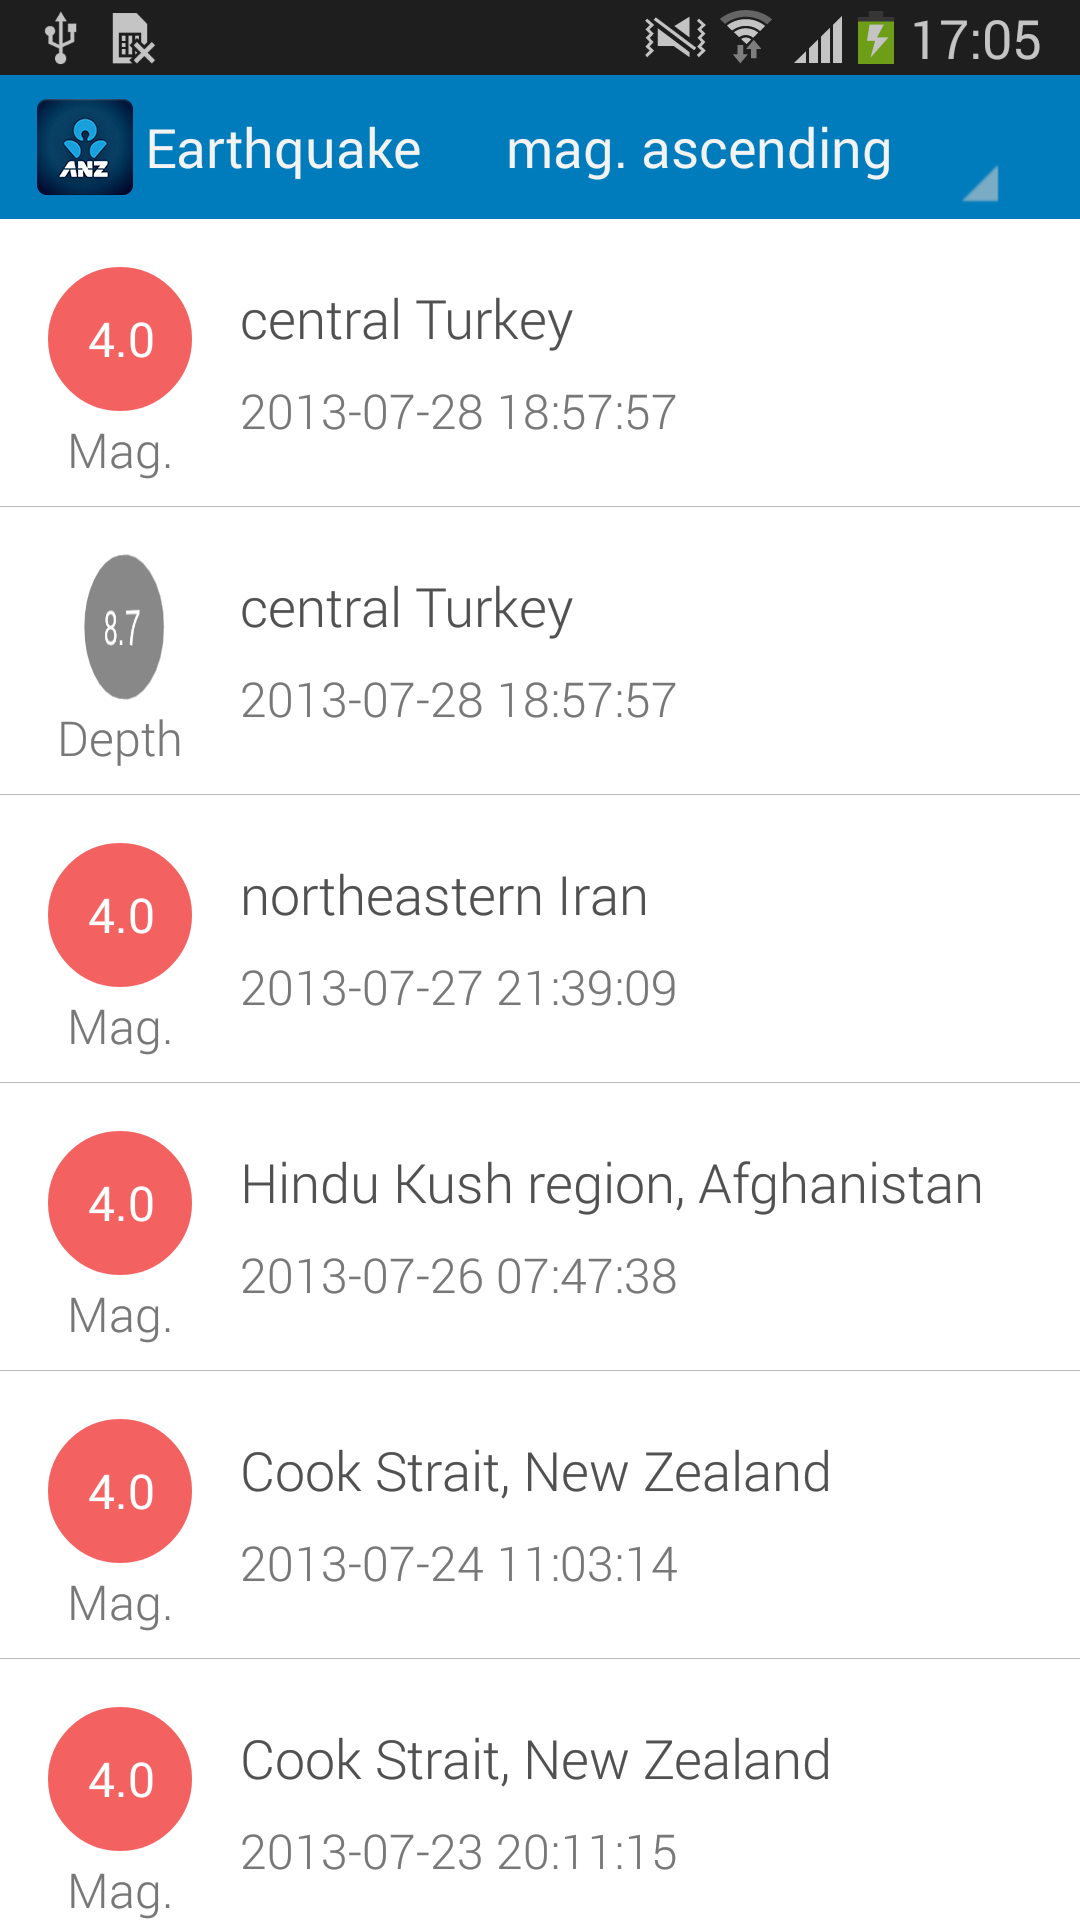 17:05
ANZ
Earthquake mag. ascending
4.0
central Turkey
2013-07-28 18:57:57
Mag.
8.7
central Turkey
2013-07-28 18:57:57
Depth
4.0
northeastern Iran
2013-07-27 21:39:09
Mag.
4.0
Hindu Kush region, Afghanistan
2013-07-26 07:47:38
Mag.
4.0
Cook Strait, New Zealand
2013-07-24 11:03:14
Mag.
4.0
Cook Strait, New Zealand
2013-07-23 20:11:15
Mag.